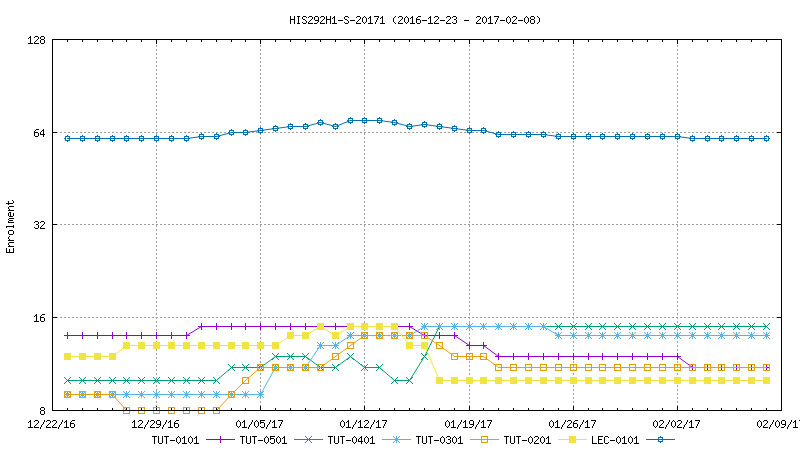 HIS292H1-S-20171 (2016-12-23 - 2017-02-08)
128
64
32
16
8
Enrolment
12/22/16 12/29/16 01/05/17 01/12/17 01/19/17 01/26/17 02/02/17 02/09/17
TUT-0101 TUT-0501 TUT-0401 TUT-0301 TUT-0201 LEC-0101